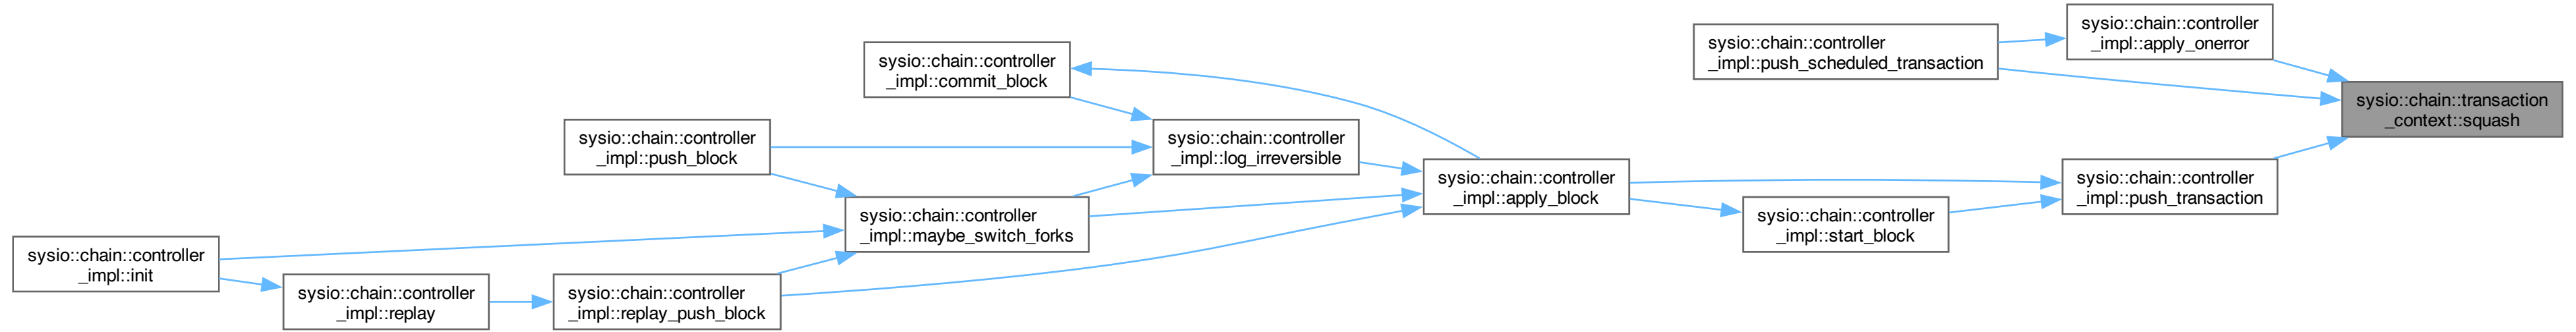 sysio::chain::controller
_impl::init
sysio::chain::controller
_impl::replay
sysio::chain::controller
_impl::push_block
sysio::chain::controller
_impl::replay_push_block
sysio::chain::controller
_impl::commit_block
sysio::chain::controller
_impl::maybe_switch_forks
sysio::chain::controller
_impl::log_irreversible
sysio::chain::controller
_impl::apply_block
sysio::chain::controller
_impl::push_scheduled_transaction
sysio::chain::controller
_impl::start_block
sysio::chain::controller
_impl::apply_onerror
sysio::chain::controller
_impl::push_transaction
sysio::chain::transaction
_context::squash